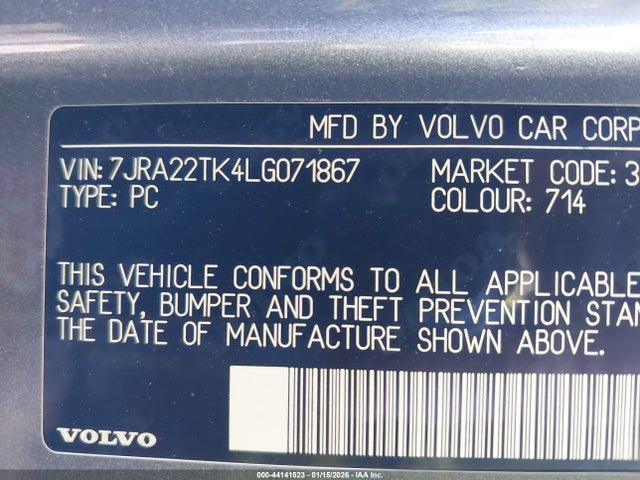 MFD BY VOLVO CAR CORP
VIN: 7JRA22TK4LG071867
MARKET CODE: 3
TYPE: PC
COLOUR: 714
THIS VEHICLE CONFORMS TO ALL APPLICABLE
SAFETY, BUMPER AND THEFT PREVENTION STAN
THE DATE OF MANUFACTURE SHOWN ABOVE.
VOLVO
000-44141523 - 01/15/2026 - IAA Inc.